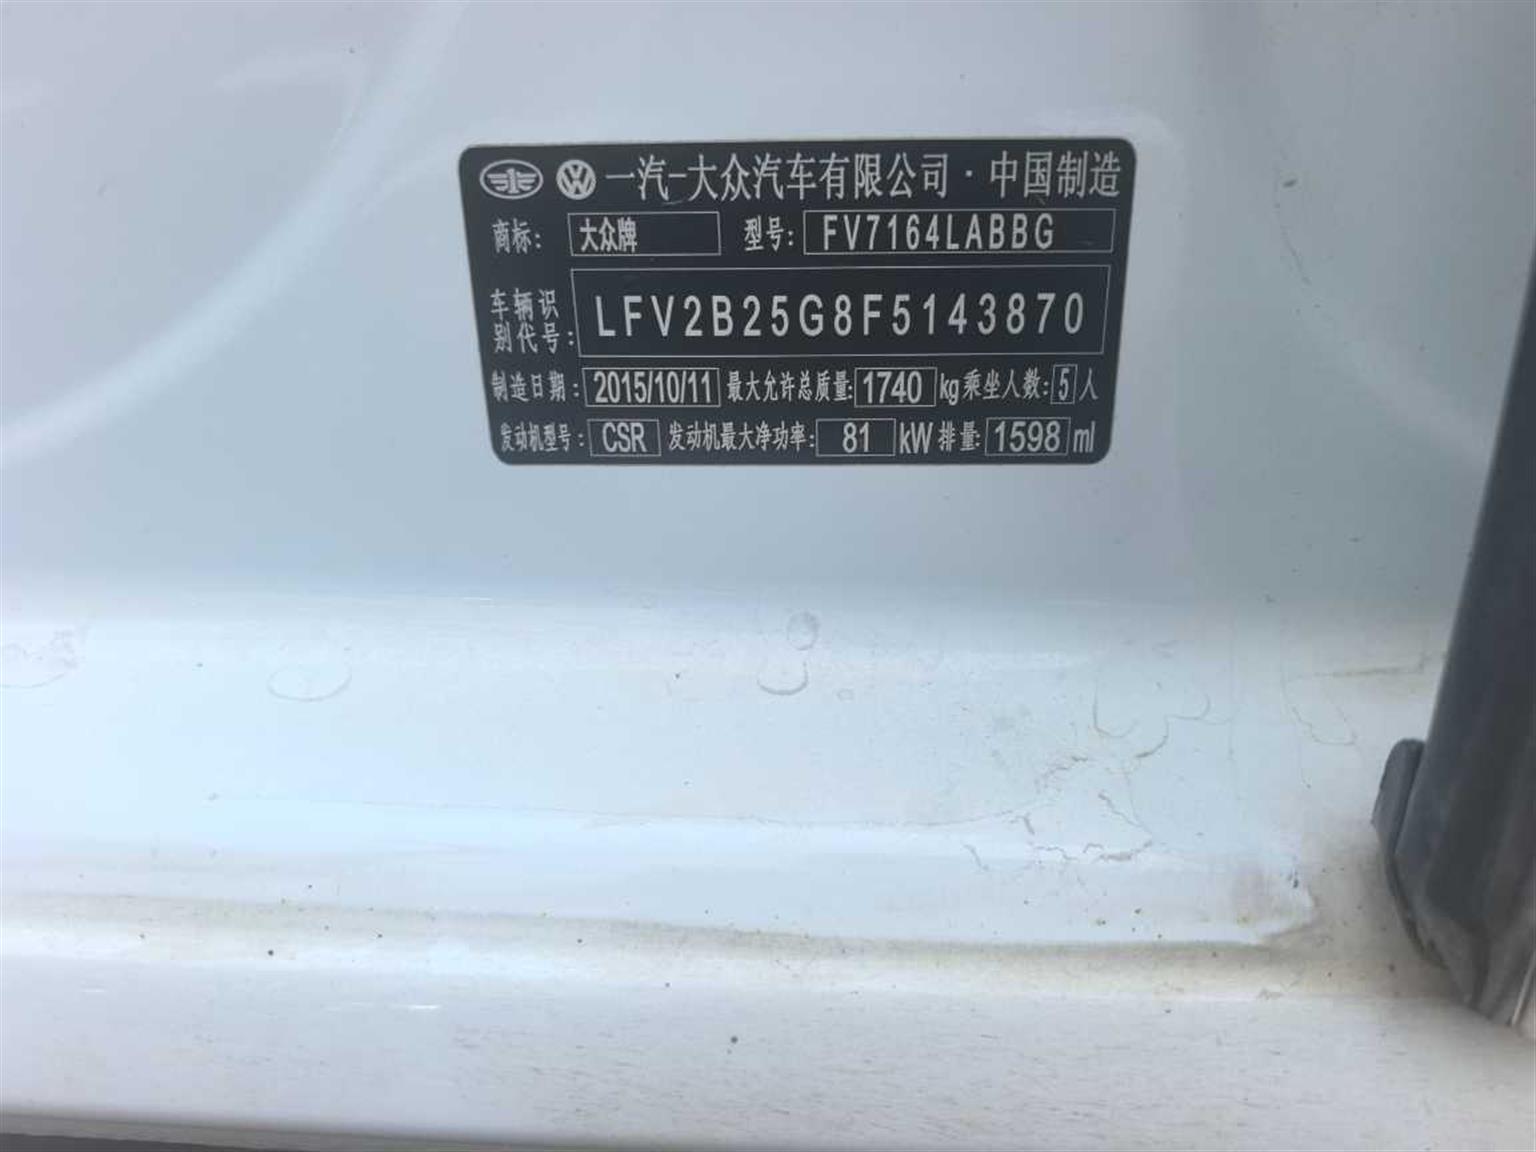 一汽-大众汽车有限公司·中国制造
商标: 大众牌 型号: FV7164LABBG
车辆识别代号: LFV2B25G8F5143870
制造日期: 2015/10/11 最大允许总质量: 1740 kg 乘坐人数: 5 人
发动机型号: CSR 发动机最大净功率: 81 kW 排量: 1598 ml